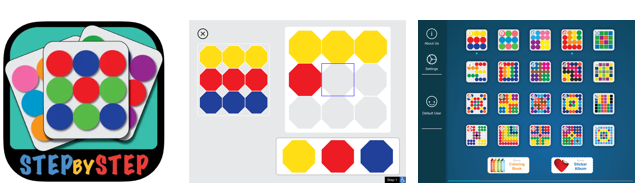 STEPBYSTEP
Step 1
About Us
Settings
Default User
Coloring
Book
Sticker
Album